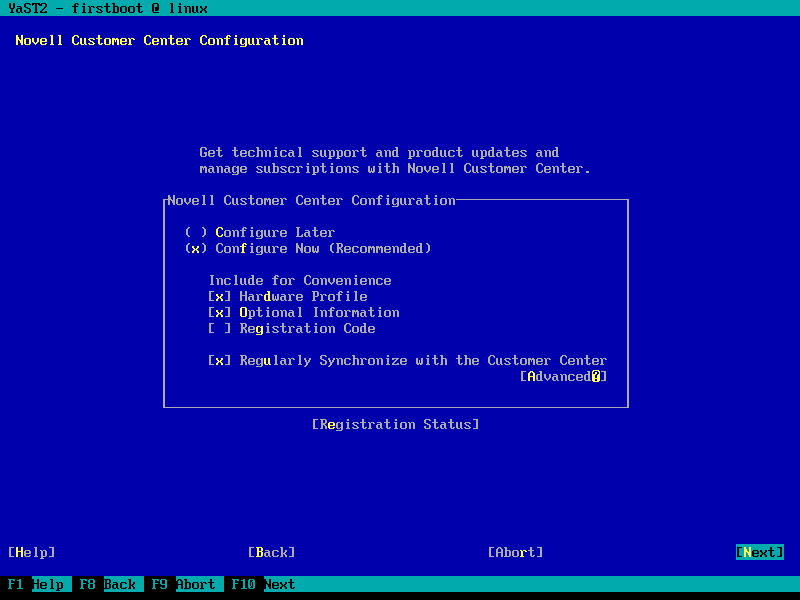 YaST2 - firstboot @ linux
Novell Customer Center Configuration
Get technical support and product updates and
manage subscriptions with Novell Customer Center.
Novell Customer Center Configuration
( ) Configure Later
(x) Configure Now (Recommended)
Include for Convenience
[x] Hardware Profile
[x] Optional Information
[ ] Registration Code
[x] Regularly Synchronize with the Customer Center
[Advanced?]
[Registration Status]
[Help] [Back] [Abort] [Next]
F1 Help F8 Back F9 Abort F10 Next